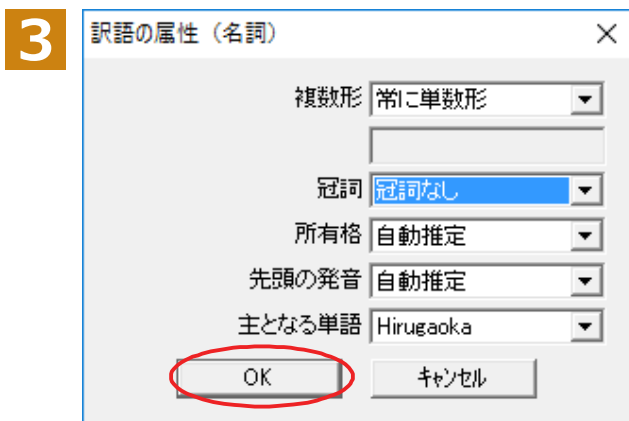 3
訳語の属性（名詞）
複数形 常に単数形
冠詞 冠詞なし
所有格 自動推定
先頭の発音 自動推定
主となる単語 Hirugaoka
OK キャンセル